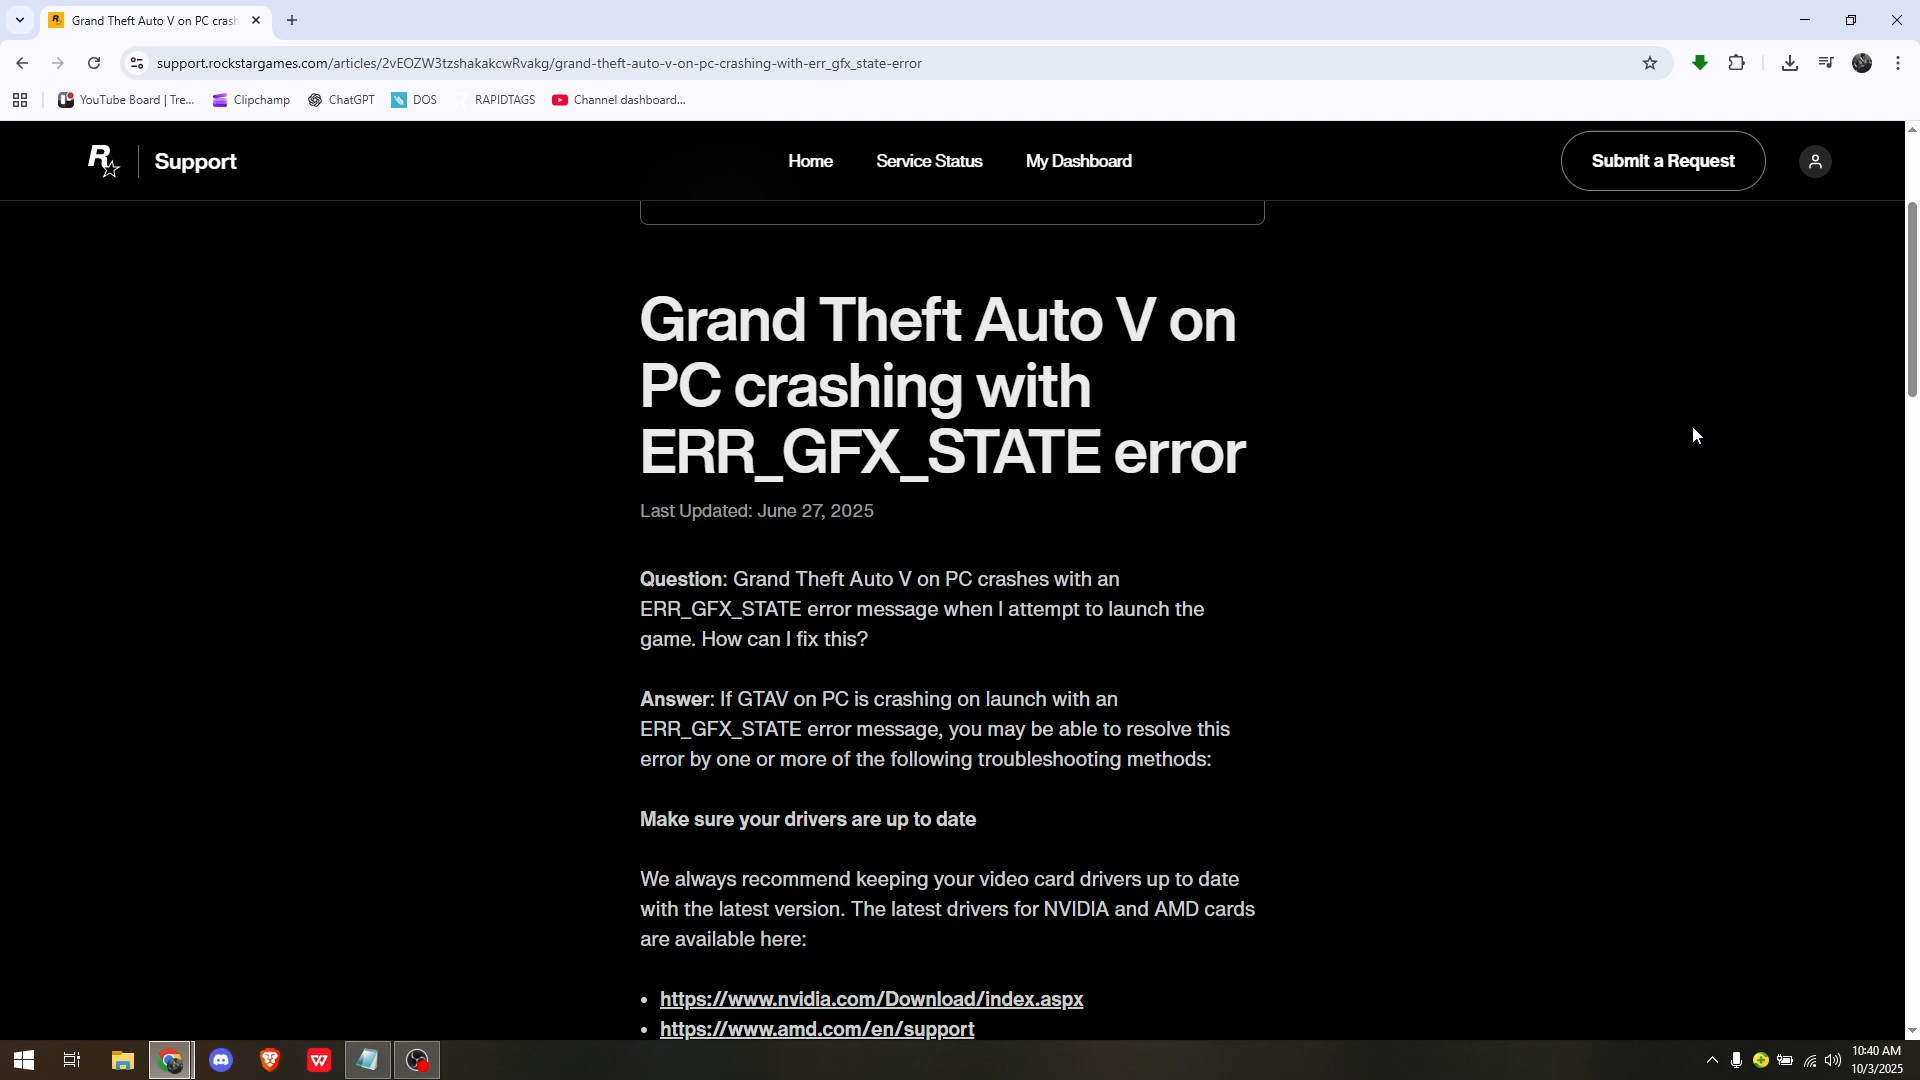 Grand Theft Auto V on PC crash
support.rockstargames.com/articles/2vEOZW3tzshakakcwRvakg/grand-theft-auto-v-on-pc-crashing-with-err_gfx_state-error
YouTube Board | Tre...
Clipchamp
ChatGPT
DOS
RAPIDTAGS
Channel dashboard...
Support
Home
Service Status
My Dashboard
Submit a Request
Grand Theft Auto V on
PC crashing with
ERR_GFX_STATE error
Last Updated: June 27, 2025
Question: Grand Theft Auto V on PC crashes with an
ERR_GFX_STATE error message when I attempt to launch the
game. How can I fix this?
Answer: If GTAV on PC is crashing on launch with an
ERR_GFX_STATE error message, you may be able to resolve this
error by one or more of the following troubleshooting methods:
Make sure your drivers are up to date
We always recommend keeping your video card drivers up to date
with the latest version. The latest drivers for NVIDIA and AMD cards
are available here:
• https://www.nvidia.com/Download/index.aspx
• https://www.amd.com/en/support
10:40 AM
10/3/2025